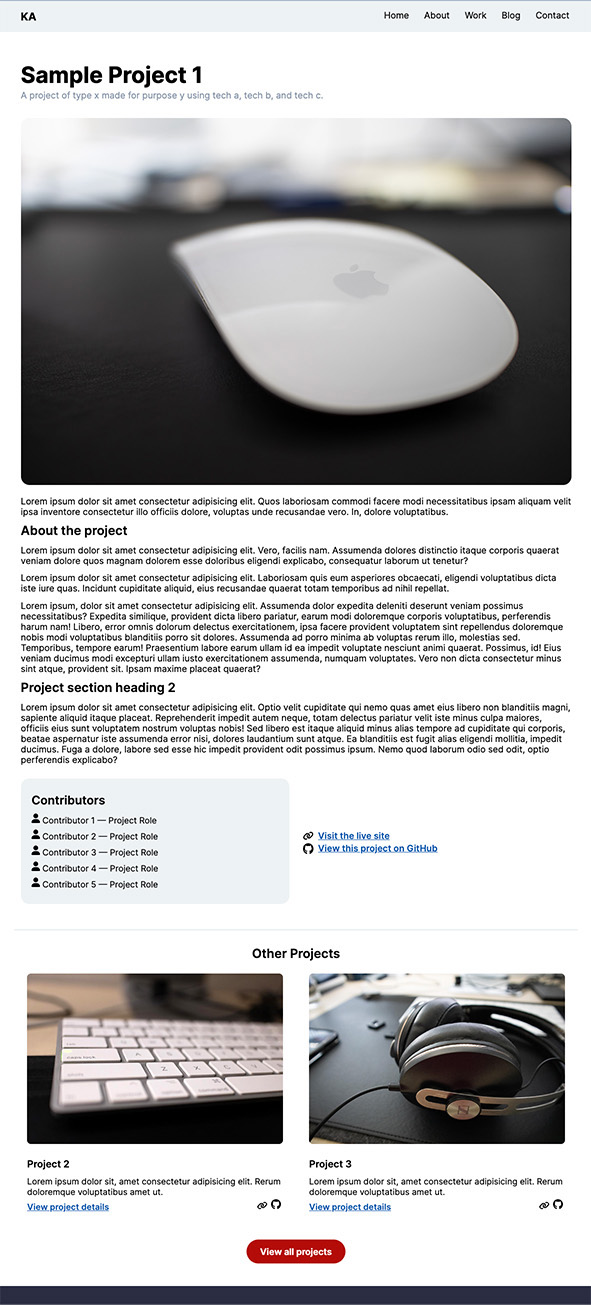 KA
Home About Work Blog Contact
Sample Project 1
A project of type x made for purpose y using tech a, tech b, and tech c.
Lorem ipsum dolor sit amet consectetur adipisicing elit. Quos laboriosam commodi facere modi necessitatibus ipsam aliquam velit
ipsa inventore consectetur illo officiis dolore, voluptas unde recusandae vero. In, dolore voluptatibus.
About the project
Lorem ipsum dolor sit amet consectetur adipisicing elit. Vero, facilis nam. Assumenda dolores distinctio itaque corporis quaerat
veniam dolore quos magnam dolorem esse doloribus eligendi explicabo, consequatur laborum ut tenetur?
Lorem ipsum dolor sit amet consectetur adipisicing elit. Laboriosam quis eum asperiores obcaecati, eligendi voluptatibus dicta
iste iure quas. Incidunt cupiditate aliquid, eius recusandae quaerat totam temporibus ad nihil repellat.
Lorem ipsum, dolor sit amet consectetur adipisicing elit. Assumenda dolor expedita deleniti deserunt veniam possimus
necessitatibus? Expedita similique, provident dicta libero pariatur, earum modi doloremque corporis voluptatibus, perferendis
harum nam! Libero, error omnis dolorum delectus exercitationem, ipsa facere provident voluptatem sint repellendus doloremque
nobis modi voluptatibus blanditiis porro sit dolores. Assumenda ad porro minima ab voluptas rerum illo, molestias sed.
Temporibus, tempore earum! Praesentium labore earum ullam id ea impedit voluptate nesciunt animi quaerat. Possimus, id! Eius
veniam ducimus modi excepturi ullam iusto exercitationem assumenda, numquam voluptates. Vero non dicta consectetur minus
sint atque, provident sit. Ipsam maxime placeat quaerat?
Project section heading 2
Lorem ipsum dolor sit amet consectetur adipisicing elit. Optio velit cupiditate qui nemo quas amet eius libero non blanditiis magni,
sapiente aliquid itaque placeat. Reprehenderit impedit autem neque, totam delectus pariatur velit iste minus culpa maiores,
officiis eius sunt voluptatem nostrum voluptas nobis! Sed libero est itaque aliquid minus alias tempore ad cupiditate qui corporis,
beatae aspernatur iste assumenda error nisi, dolores laudantium sunt atque. Ea blanditiis est fugit alias eligendi mollitia, impedit
ducimus. Fuga a dolore, labore sed esse hic impedit provident odit possimus ipsum. Nemo quod laborum odio sed odit, optio
perferendis explicabo?
Contributors
Contributor 1 — Project Role
Contributor 2 — Project Role
Contributor 3 — Project Role
Contributor 4 — Project Role
Contributor 5 — Project Role
Visit the live site
View this project on GitHub
Other Projects
Project 2
Lorem ipsum dolor sit, amet consectetur adipisicing elit. Rerum
doloremque voluptatibus amet ut.
View project details
Project 3
Lorem ipsum dolor sit, amet consectetur adipisicing elit. Rerum
doloremque voluptatibus amet ut.
View project details
View all projects